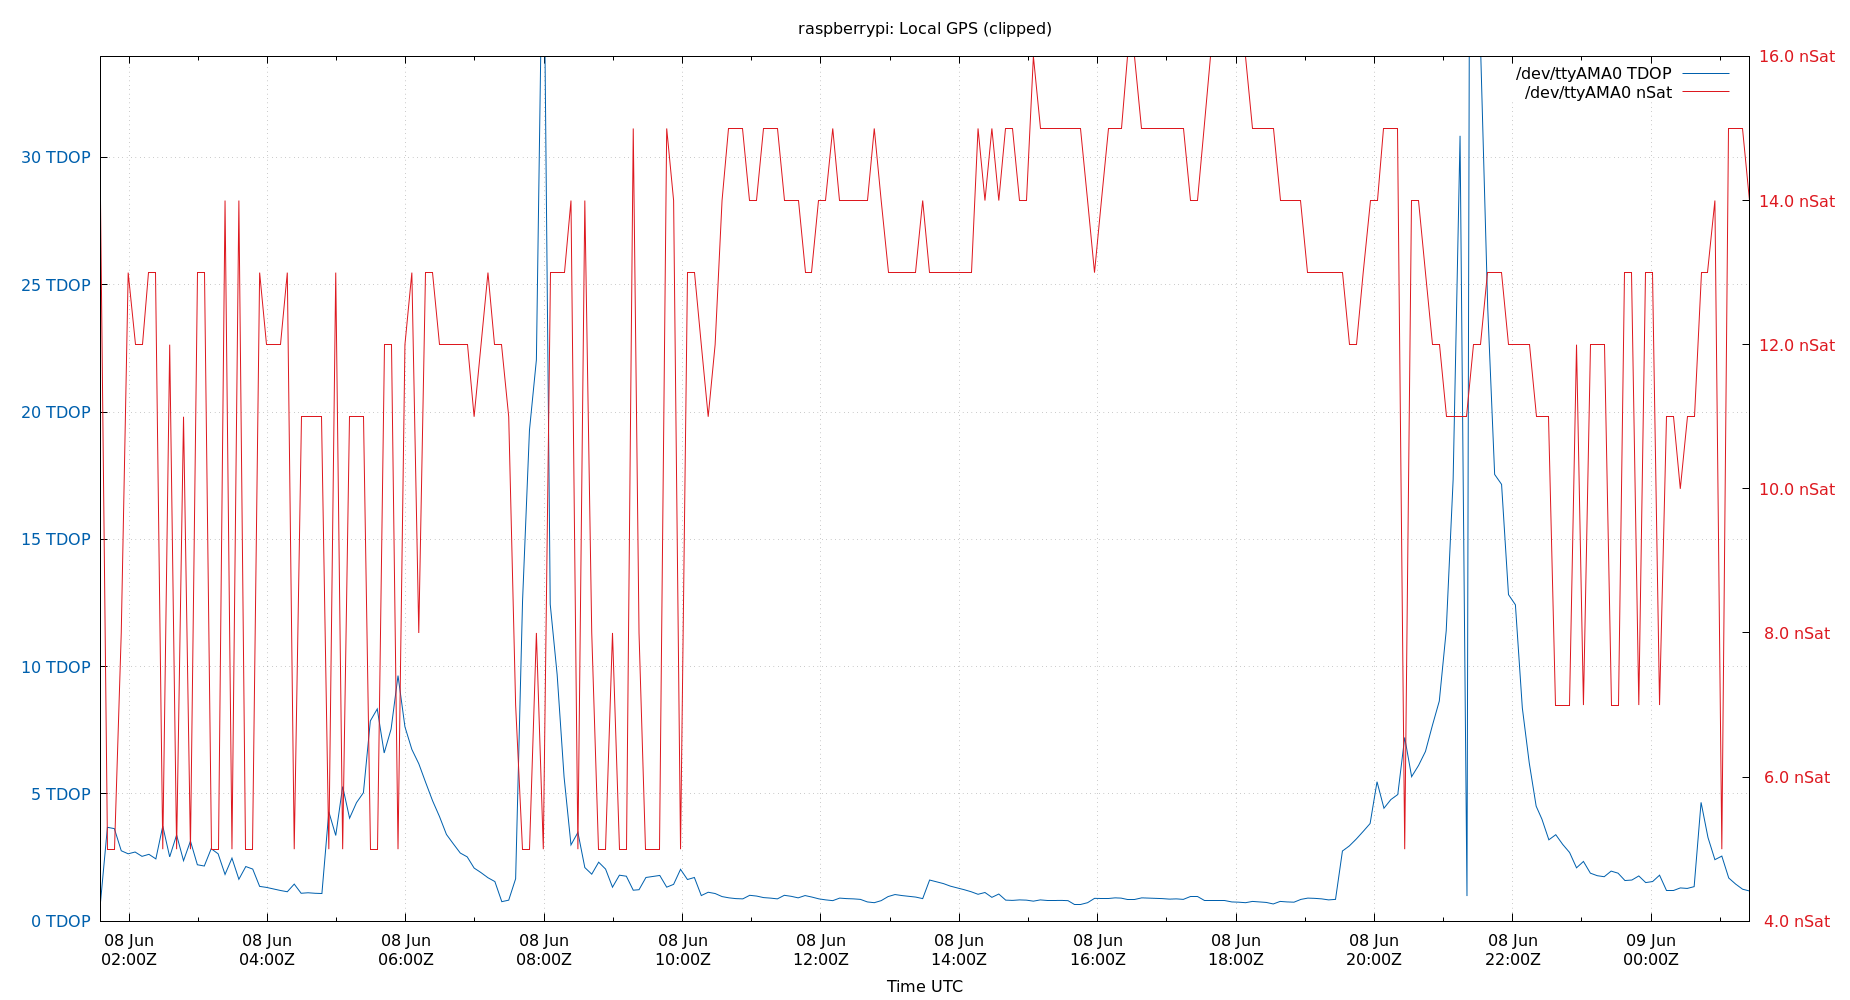 raspberrypi: Local GPS (clipped)
16.0 nSat
/dev/ttyAMA0 TDOP
/dev/ttyAMA0 nSat
30 TDOP
14.0 nSat
25 TDOP
12.0 nSat
20 TDOP
10.0 nSat
15 TDOP
8.0 nSat
10 TDOP
6.0 nSat
5 TDOP
0 TDOP
4.0 nSat
08 Jun 08 Jun 08 Jun 08 Jun 08 Jun 08 Jun 08 Jun 08 Jun 08 Jun 08 Jun 08 Jun 09 Jun
02:00Z 04:00Z 06:00Z 08:00Z 10:00Z 12:00Z 14:00Z 16:00Z 18:00Z 20:00Z 22:00Z 00:00Z
Time UTC